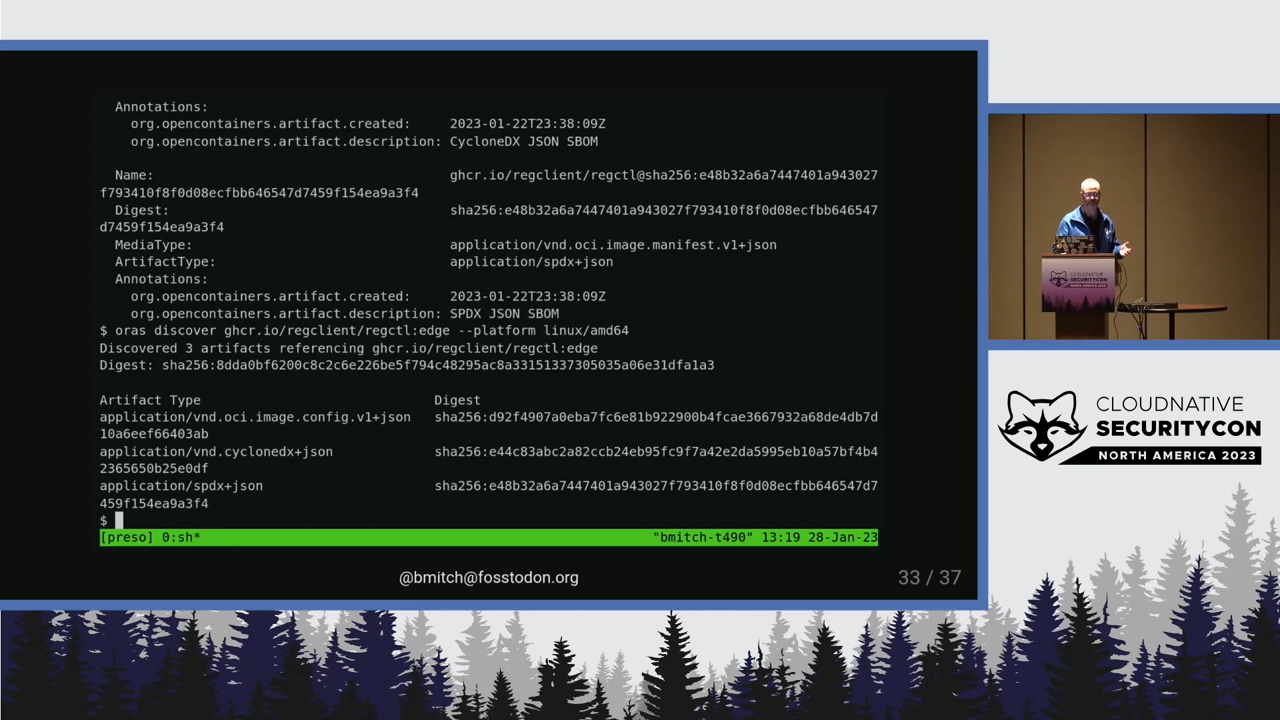 Annotations:
org.opencontainers.artifact.created: 2023-01-22T23:38:09Z
org.opencontainers.artifact.description: CycloneDX JSON SBOM
Name: ghcr.io/regclient/regctl@sha256:e48b32a6a7447401a943027
f793410f8f0d08ecfbb646547d7459f154ea9a3f4
Digest: sha256:e48b32a6a7447401a943027f793410f8f0d08ecfbb646547
d7459f154ea9a3f4
MediaType: application/vnd.oci.image.manifest.v1+json
ArtifactType: application/spdx+json
Annotations:
org.opencontainers.artifact.created: 2023-01-22T23:38:09Z
org.opencontainers.artifact.description: SPDX JSON SBOM
$ oras discover ghcr.io/regclient/regctl:edge --platform linux/amd64
Discovered 3 artifacts referencing ghcr.io/regclient/regctl:edge
Digest: sha256:8dda0bf6200c8c2c6e226be5f794c48295ac8a33151337305035a06e31dfa1a3
Artifact Type Digest
application/vnd.oci.image.config.v1+json sha256:d92f4907a0eba7fc6e81b922900b4fcae3667932a68de4db7d
10a6eef66403ab
application/vnd.cyclonedx+json sha256:e44c83abc2a82ccb24eb95fc9f7a42e2da5995eb10a57bf4b4
2365650b25e0df
application/spdx+json sha256:e48b32a6a7447401a943027f793410f8f0d08ecfbb646547d7
459f154ea9a3f4
$
[preso] 0:sh* "bmitch-t490" 13:19 28-Jan-23
@bmitch@fosstodon.org
33 / 37
CLOUDNATIVE
SECURITYCON
NORTH AMERICA 2023
CLOUDNATIVE
SECURITYCON
NORTH AMERICA 2023